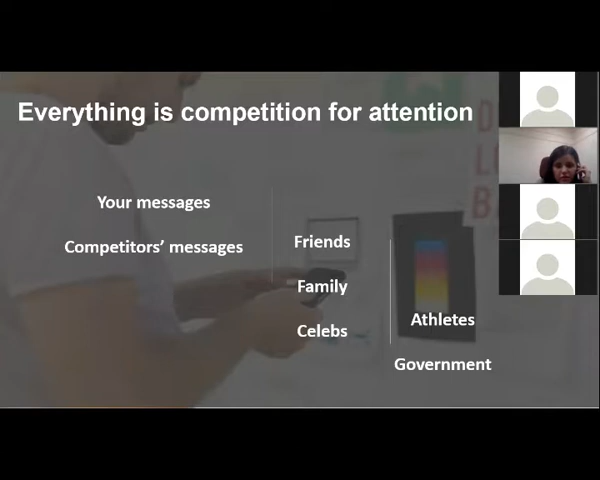 Everything is competition for attention
Your messages
Competitors’ messages
Friends
Family
Celebs
Athletes
Government